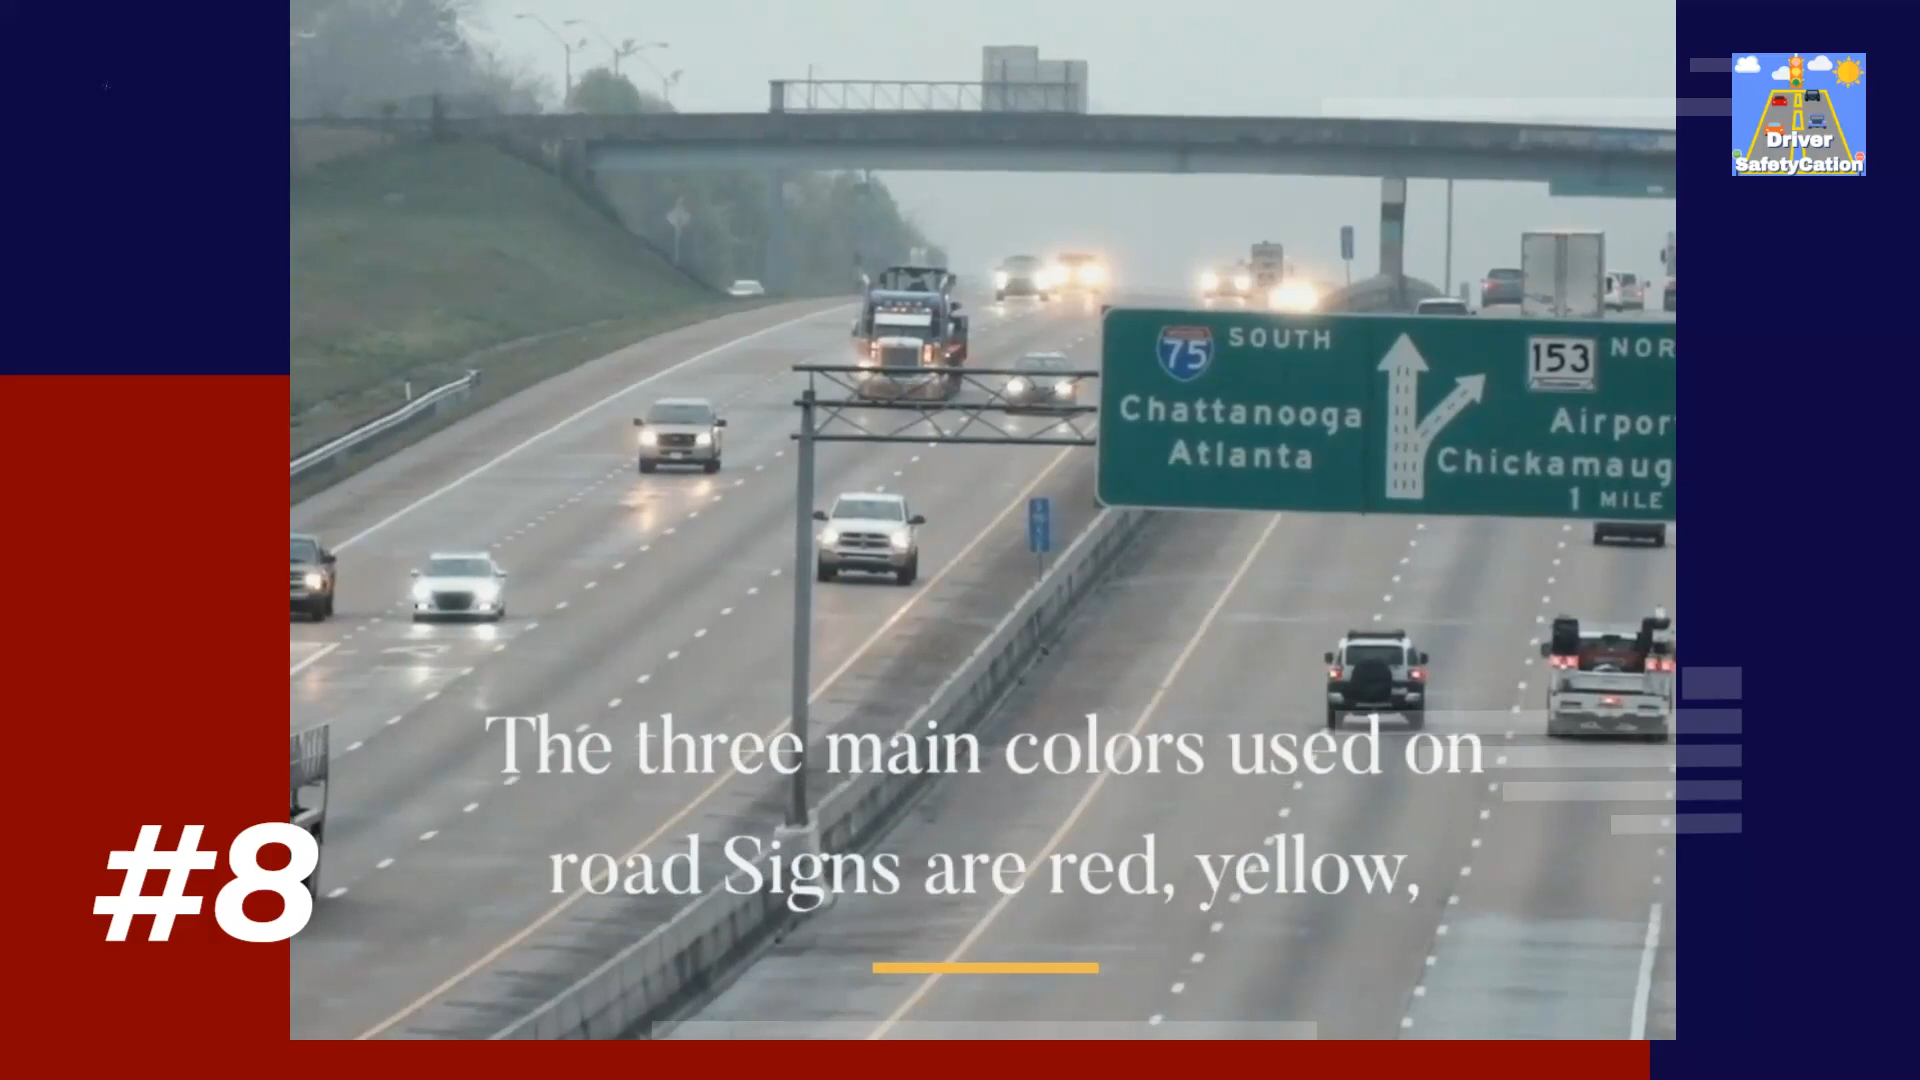 Driver
SafetyCation
75 SOUTH
Chattanooga
Atlanta
153 NOR
Airpor
Chickamaug
1 MILE
The three main colors used on
road Signs are red, yellow,
#8